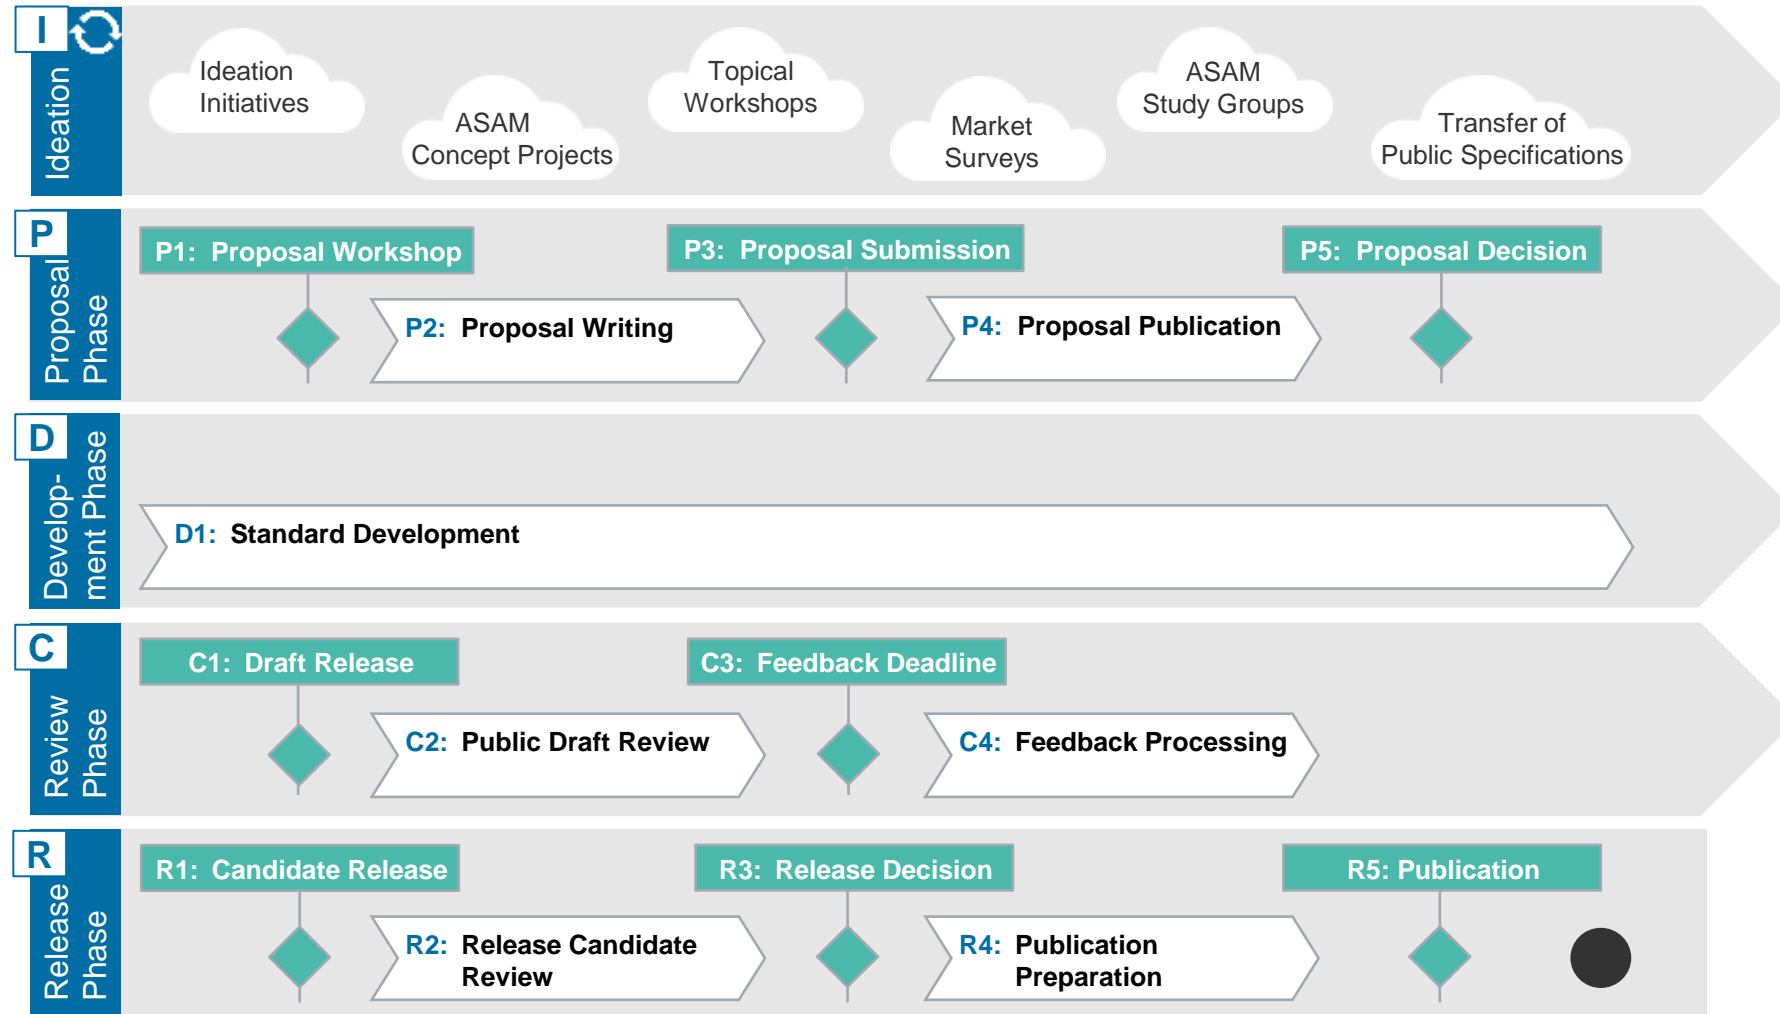 I
Ideation
Ideation
Initiatives
ASAM
Concept Projects
Topical
Workshops
Market
Surveys
ASAM
Study Groups
Transfer of
Public Specifications
P
Proposal
Phase
P1: Proposal Workshop
P2: Proposal Writing
P3: Proposal Submission
P4: Proposal Publication
P5: Proposal Decision
D
Develop-
ment Phase
D1: Standard Development
C
Review
Phase
C1: Draft Release
C2: Public Draft Review
C3: Feedback Deadline
C4: Feedback Processing
R
Release
Phase
R1: Candidate Release
R2: Release Candidate
Review
R3: Release Decision
R4: Publication
Preparation
R5: Publication